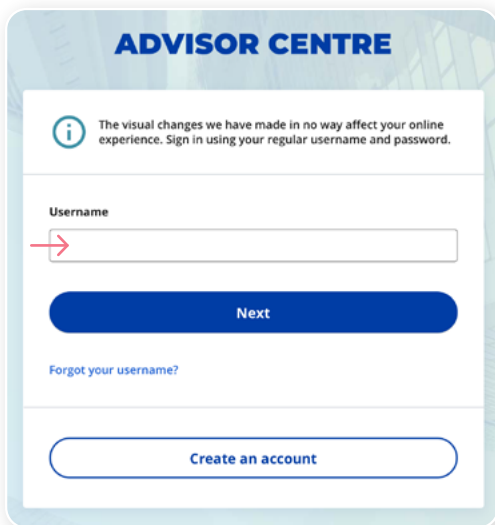 ADVISOR CENTRE
The visual changes we have made in no way affect your online
experience. Sign in using your regular username and password.
Username
Next
Forgot your username?
Create an account